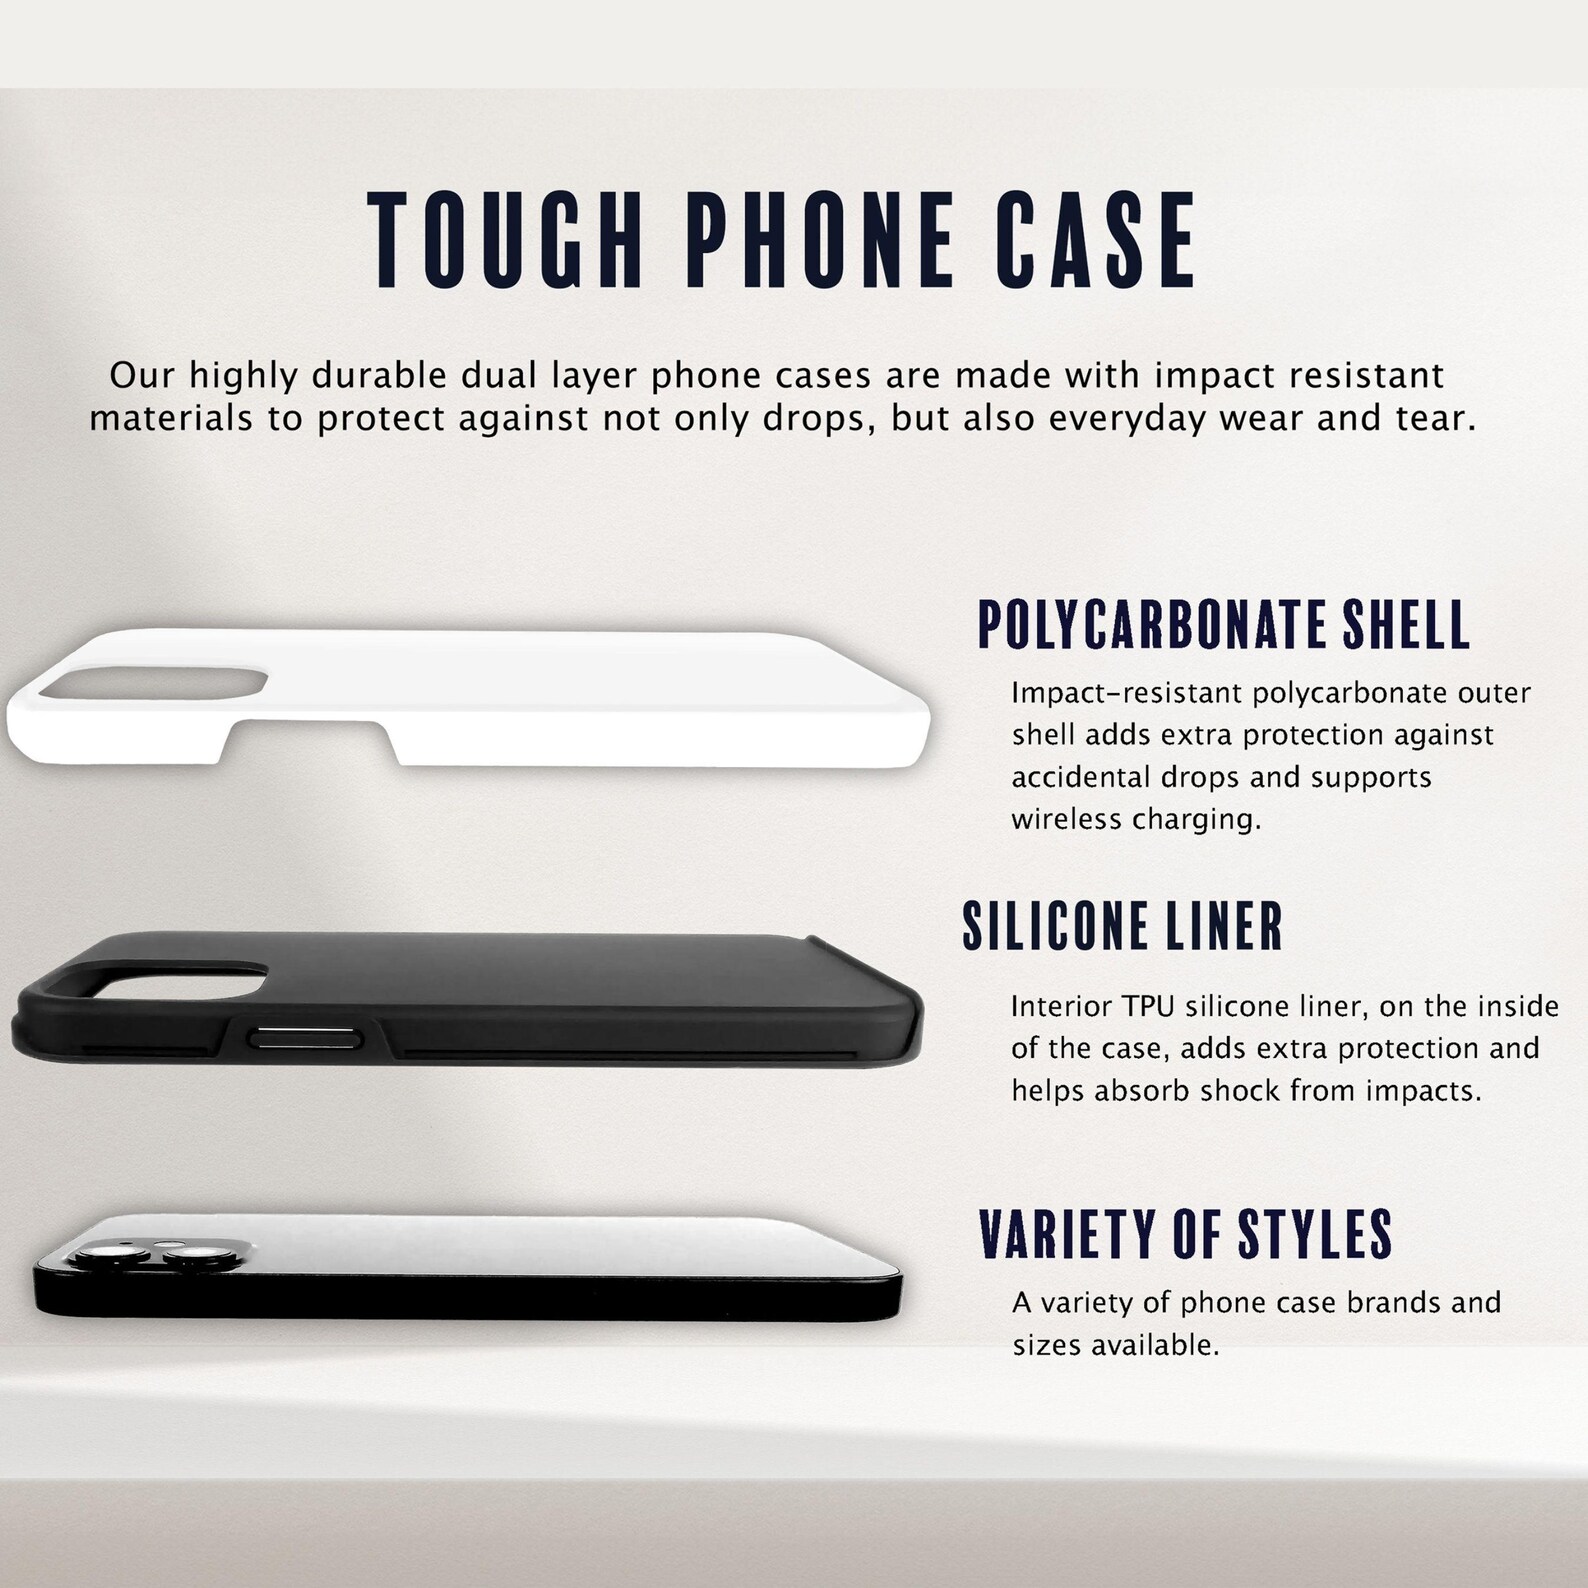 TOUGH PHONE CASE
Our highly durable dual layer phone cases are made with impact resistant
materials to protect against not only drops, but also everyday wear and tear.
POLYCARBONATE SHELL
Impact-resistant polycarbonate outer
shell adds extra protection against
accidental drops and supports
wireless charging.
SILICONE LINER
Interior TPU silicone liner, on the inside
of the case, adds extra protection and
helps absorb shock from impacts.
VARIETY OF STYLES
A variety of phone case brands and
sizes available.